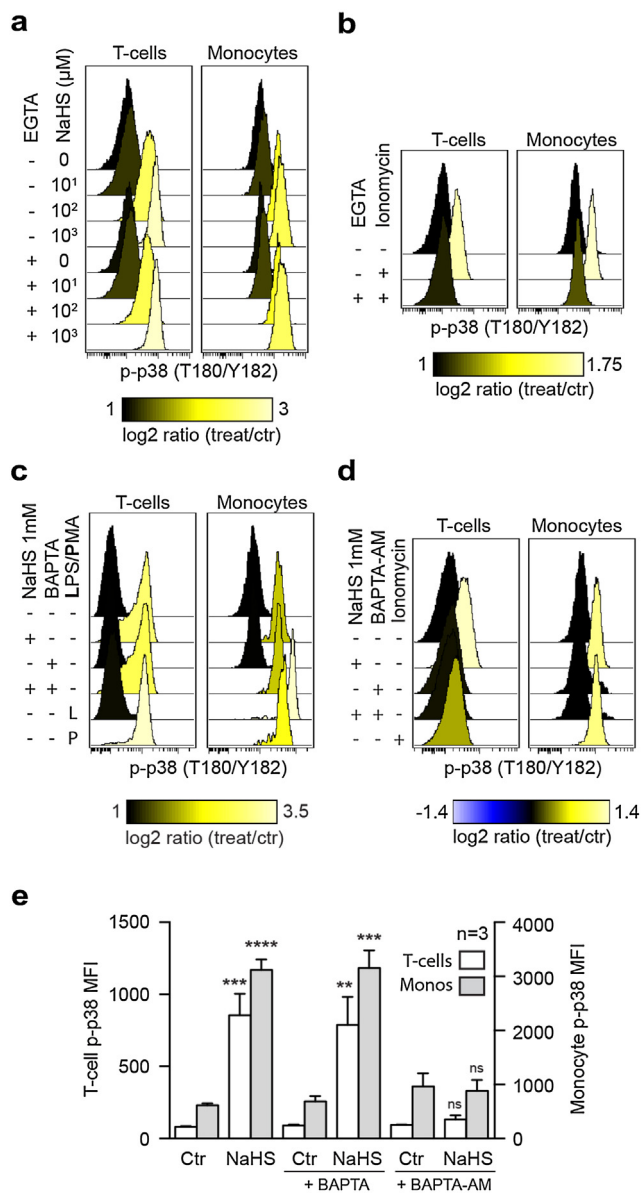 a
T-cells Monocytes
EGTA
NaHS (µM)
- 0
- 10¹
- 10²
- 10³
+ 0
+ 10¹
+ 10²
+ 10³
p-p38 (T180/Y182)
1 3
log2 ratio (treat/ctr)
b
T-cells Monocytes
EGTA
Ionomycin
- -
- +
+ +
p-p38 (T180/Y182)
1 1.75
log2 ratio (treat/ctr)
c
T-cells Monocytes
NaHS 1mM
BAPTA
LPS/PMA
- - -
+ - -
- + -
+ + -
- - L
- - P
p-p38 (T180/Y182)
1 3.5
log2 ratio (treat/ctr)
d
T-cells Monocytes
NaHS 1mM
BAPTA-AM
Ionomycin
- - -
+ - -
- + -
+ + -
- - +
p-p38 (T180/Y182)
-1.4 1.4
log2 ratio (treat/ctr)
e
T-cell p-p38 MFI
1500
1000
500
0
*** **** ** *** ns ns
n=3
T-cells
Monos
4000
3000
2000
1000
0
Monocyte p-p38 MFI
Ctr NaHS Ctr NaHS Ctr NaHS
+ BAPTA + BAPTA-AM